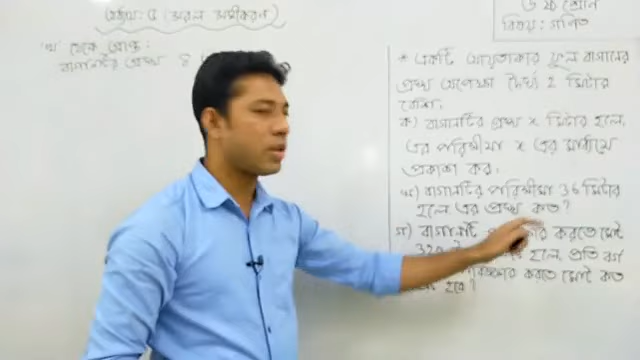 অধ্যায়: ৫ (সরল সমীকরণ)
৬ষ্ঠ শ্রেণি
বিষয়: গণিত
'খ' থেকে প্রাপ্ত:
বাগানটির প্রস্থ ৪
* একটি আয়তাকার ফুল বাগানের
প্রস্থ অপেক্ষা দৈর্ঘ্য 2 মিটার
বেশি।
ক) বাগানটির প্রস্থ x মিটার হলে,
এর পরিসীমা x এর মাধ্যমে
প্রকাশ কর।
খ) বাগানটির পরিসীমা 36 মিটার
হলে এর প্রস্থ কত?
গ) বাগানটি করতে মোট
320 হলে, প্রতি বর্গ
করতে মোট কত
হবে?